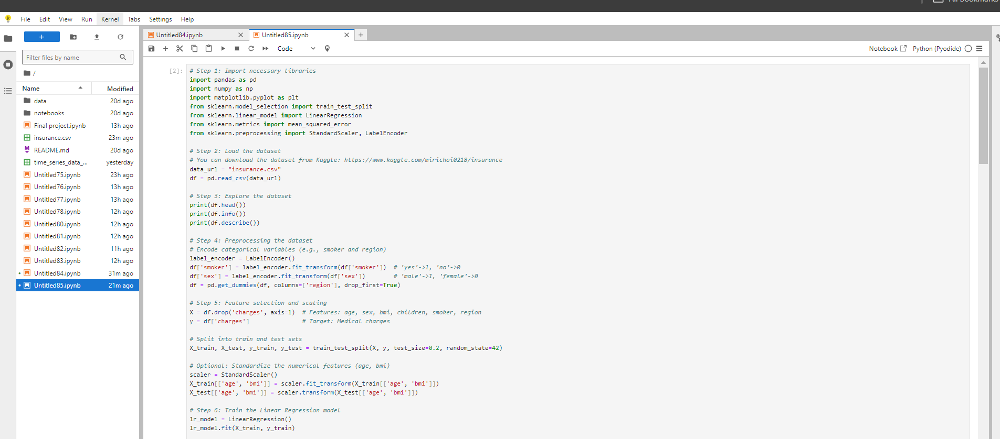 All Bookmarks
File Edit View Run Kernel Tabs Settings Help
+
Filter files by name
/
Name Modified
data 20d ago
notebooks 20d ago
Final project.ipynb 13h ago
insurance.csv 23m ago
README.md 20d ago
time_series_data_... yesterday
Untitled75.ipynb 23h ago
Untitled76.ipynb 13h ago
Untitled77.ipynb 13h ago
Untitled78.ipynb 12h ago
Untitled80.ipynb 12h ago
Untitled81.ipynb 12h ago
Untitled82.ipynb 11h ago
Untitled83.ipynb 12h ago
Untitled84.ipynb 31m ago
Untitled85.ipynb 21m ago
Untitled84.ipynb Untitled85.ipynb
Code Notebook Python (Pyodide)
[2]:
# Step 1: Import necessary libraries
import pandas as pd
import numpy as np
import matplotlib.pyplot as plt
from sklearn.model_selection import train_test_split
from sklearn.linear_model import LinearRegression
from sklearn.metrics import mean_squared_error
from sklearn.preprocessing import StandardScaler, LabelEncoder
# Step 2: Load the dataset
# You can download the dataset from Kaggle: https://www.kaggle.com/mirichoi0218/insurance
data_url = "insurance.csv"
df = pd.read_csv(data_url)
# Step 3: Explore the dataset
print(df.head())
print(df.info())
print(df.describe())
# Step 4: Preprocessing the dataset
# Encode categorical variables (e.g., smoker and region)
label_encoder = LabelEncoder()
df['smoker'] = label_encoder.fit_transform(df['smoker']) # 'yes'->1, 'no'->0
df['sex'] = label_encoder.fit_transform(df['sex']) # 'male'->1, 'female'->0
df = pd.get_dummies(df, columns=['region'], drop_first=True)
# Step 5: Feature selection and scaling
X = df.drop('charges', axis=1) # Features: age, sex, bmi, children, smoker, region
y = df['charges'] # Target: Medical charges
# Split into train and test sets
X_train, X_test, y_train, y_test = train_test_split(X, y, test_size=0.2, random_state=42)
# Optional: Standardize the numerical features (age, bmi)
scaler = StandardScaler()
X_train[['age', 'bmi']] = scaler.fit_transform(X_train[['age', 'bmi']])
X_test[['age', 'bmi']] = scaler.transform(X_test[['age', 'bmi']])
# Step 6: Train the Linear Regression model
lr_model = LinearRegression()
lr_model.fit(X_train, y_train)